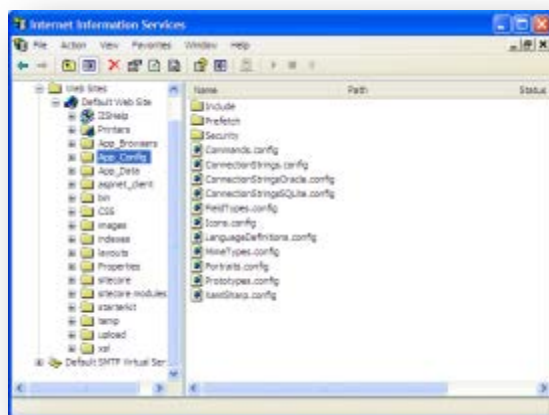 Internet Information Services
File Action View Favorites Window Help
Web Sites
Default Web Site
IISHelp
Printers
App_Browsers
App_Config
App_Data
aspnet_client
bin
CSS
images
indexes
layouts
Properties
sitecore
sitecore modules
starterkit
temp
upload
xsl
Default SMTP Virtual Ser
Name Path Status
Include
Prefetch
Security
Commands.config
ConnectionStrings.config
ConnectionStringsOracle.config
ConnectionStringsSQLite.config
FieldTypes.config
Icons.config
LanguageDefinitions.config
MimeTypes.config
Portraits.config
Prototypes.config
XamlSharp.config